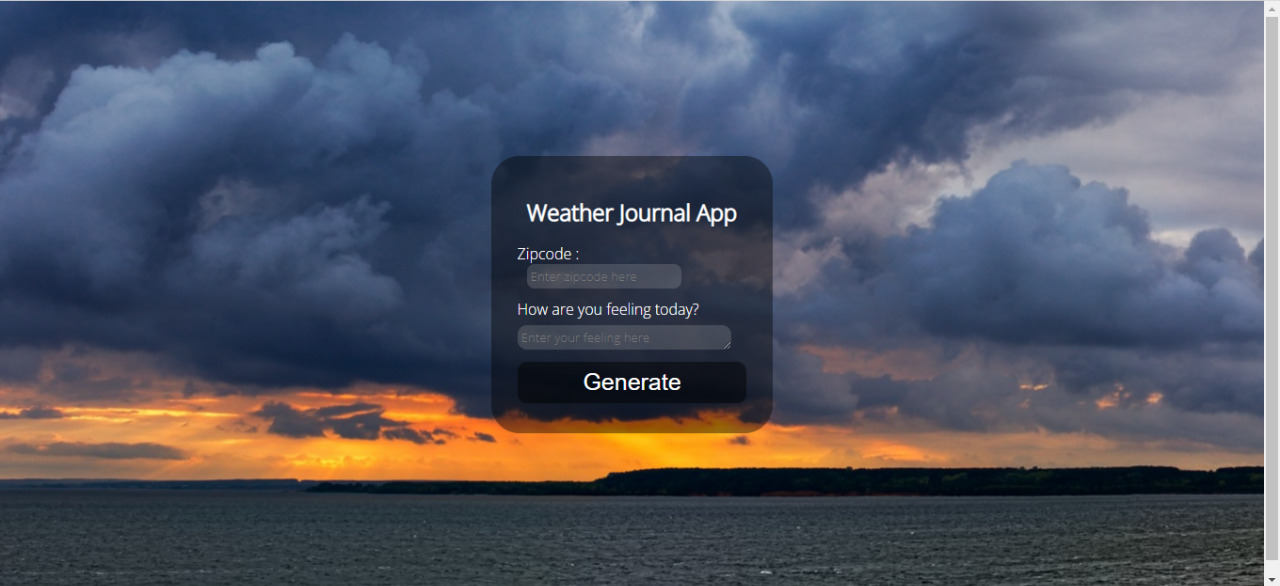 Weather Journal App
Zipcode :
Enter zipcode here
How are you feeling today?
Enter your feeling here
Generate